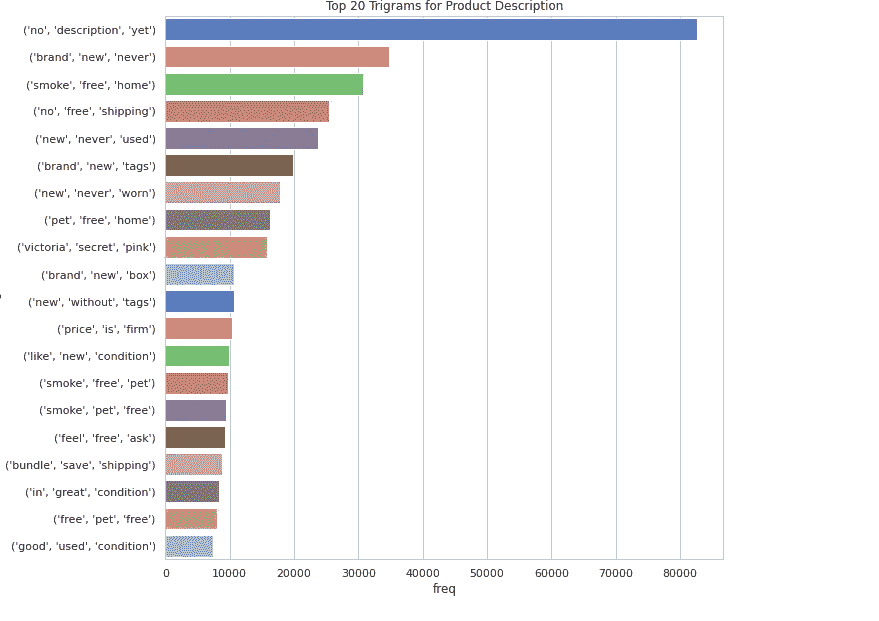 Top 20 Trigrams for Product Description
('no', 'description', 'yet')
('brand', 'new', 'never')
('smoke', 'free', 'home')
('no', 'free', 'shipping')
('new', 'never', 'used')
('brand', 'new', 'tags')
('new', 'never', 'worn')
('pet', 'free', 'home')
('victoria', 'secret', 'pink')
('brand', 'new', 'box')
('new', 'without', 'tags')
('price', 'is', 'firm')
('like', 'new', 'condition')
('smoke', 'free', 'pet')
('smoke', 'pet', 'free')
('feel', 'free', 'ask')
('bundle', 'save', 'shipping')
('in', 'great', 'condition')
('free', 'pet', 'free')
('good', 'used', 'condition')
0 10000 20000 30000 40000 50000 60000 70000 80000
freq